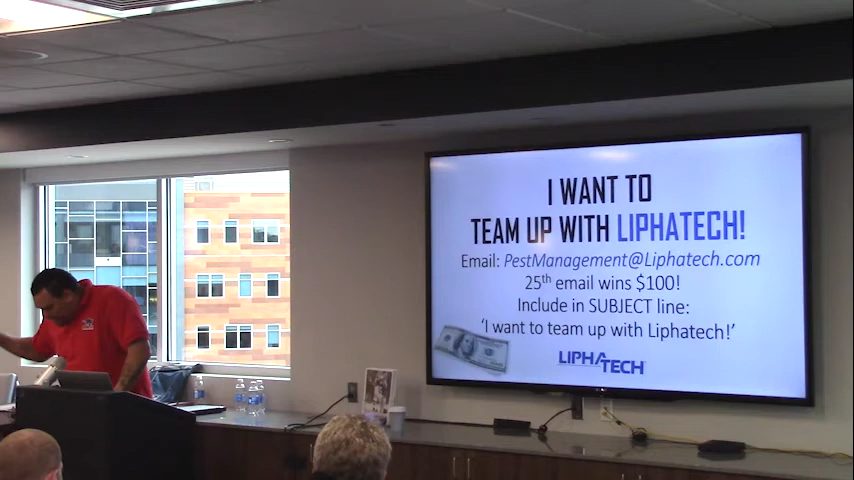 I WANT TO
TEAM UP WITH LIPHATECH!
Email: PestManagement@Liphatech.com
25th email wins $100!
Include in SUBJECT line:
‘I want to team up with Liphatech!’
LIPHATECH